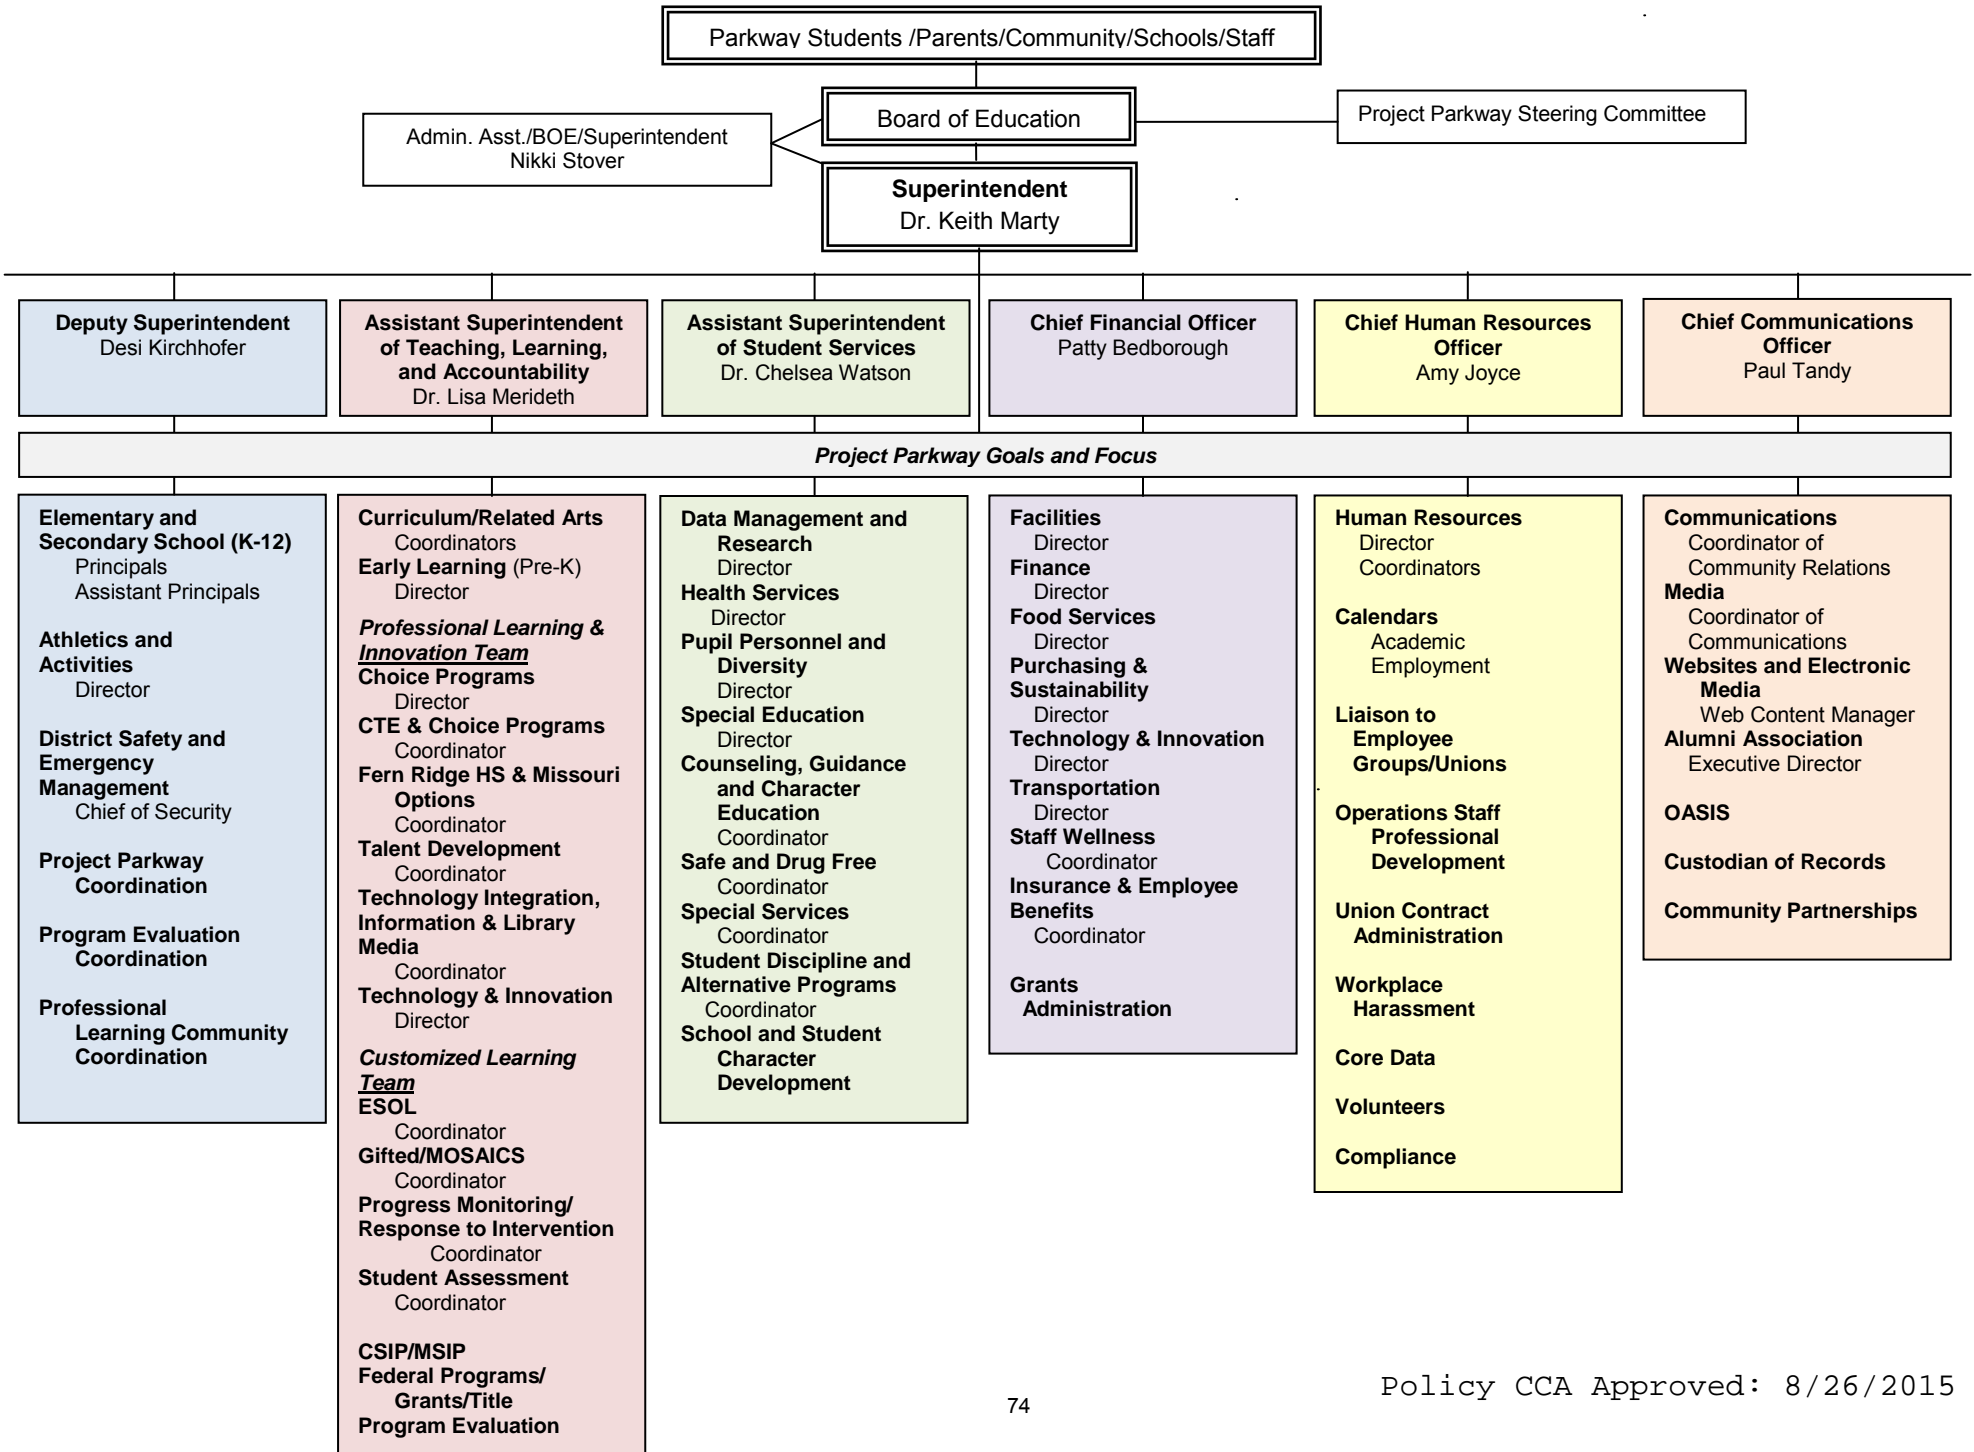 Parkway Students /Parents/Community/Schools/Staff
Board of Education
Project Parkway Steering Committee
Admin. Asst./BOE/Superintendent
Nikki Stover
Superintendent
Dr. Keith Marty
Deputy Superintendent
Desi Kirchhofer
Assistant Superintendent
of Teaching, Learning,
and Accountability
Dr. Lisa Merideth
Assistant Superintendent
of Student Services
Dr. Chelsea Watson
Chief Financial Officer
Patty Bedborough
Chief Human Resources
Officer
Amy Joyce
Chief Communications
Officer
Paul Tandy
Project Parkway Goals and Focus
Elementary and
Secondary School (K-12)
Principals
Assistant Principals
Athletics and
Activities
Director
District Safety and
Emergency
Management
Chief of Security
Project Parkway
Coordination
Program Evaluation
Coordination
Professional
Learning Community
Coordination
Curriculum/Related Arts
Coordinators
Early Learning (Pre-K)
Director
Professional Learning &
Innovation Team
Choice Programs
Director
CTE & Choice Programs
Coordinator
Fern Ridge HS & Missouri
Options
Coordinator
Talent Development
Coordinator
Technology Integration,
Information & Library
Media
Coordinator
Technology & Innovation
Director
Customized Learning
Team
ESOL
Coordinator
Gifted/MOSAICS
Coordinator
Progress Monitoring/
Response to Intervention
Coordinator
Student Assessment
Coordinator
CSIP/MSIP
Federal Programs/
Grants/Title
Program Evaluation
Data Management and
Research
Director
Health Services
Director
Pupil Personnel and
Diversity
Director
Special Education
Director
Counseling, Guidance
and Character
Education
Coordinator
Safe and Drug Free
Coordinator
Special Services
Coordinator
Student Discipline and
Alternative Programs
Coordinator
School and Student
Character
Development
Facilities
Director
Finance
Director
Food Services
Director
Purchasing &
Sustainability
Director
Technology & Innovation
Director
Transportation
Director
Staff Wellness
Coordinator
Insurance & Employee
Benefits
Coordinator
Grants
Administration
Human Resources
Director
Coordinators
Calendars
Academic
Employment
Liaison to
Employee
Groups/Unions
Operations Staff
Professional
Development
Union Contract
Administration
Workplace
Harassment
Core Data
Volunteers
Compliance
Communications
Coordinator of
Community Relations
Media
Coordinator of
Communications
Websites and Electronic
Media
Web Content Manager
Alumni Association
Executive Director
OASIS
Custodian of Records
Community Partnerships
74
Policy CCA Approved: 8/26/2015